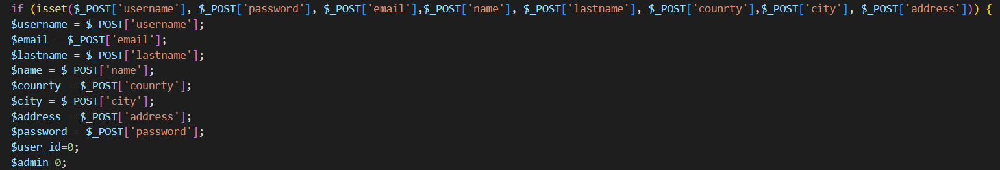 if (isset($_POST['username'], $_POST['password'], $_POST['email'],$_POST['name'], $_POST['lastname'], $_POST['counrty'],$_POST['city'], $_POST['address'])) {
$username = $_POST['username'];
$email = $_POST['email'];
$lastname = $_POST['lastname'];
$name = $_POST['name'];
$counrty = $_POST['counrty'];
$city = $_POST['city'];
$address = $_POST['address'];
$password = $_POST['password'];
$user_id=0;
$admin=0;